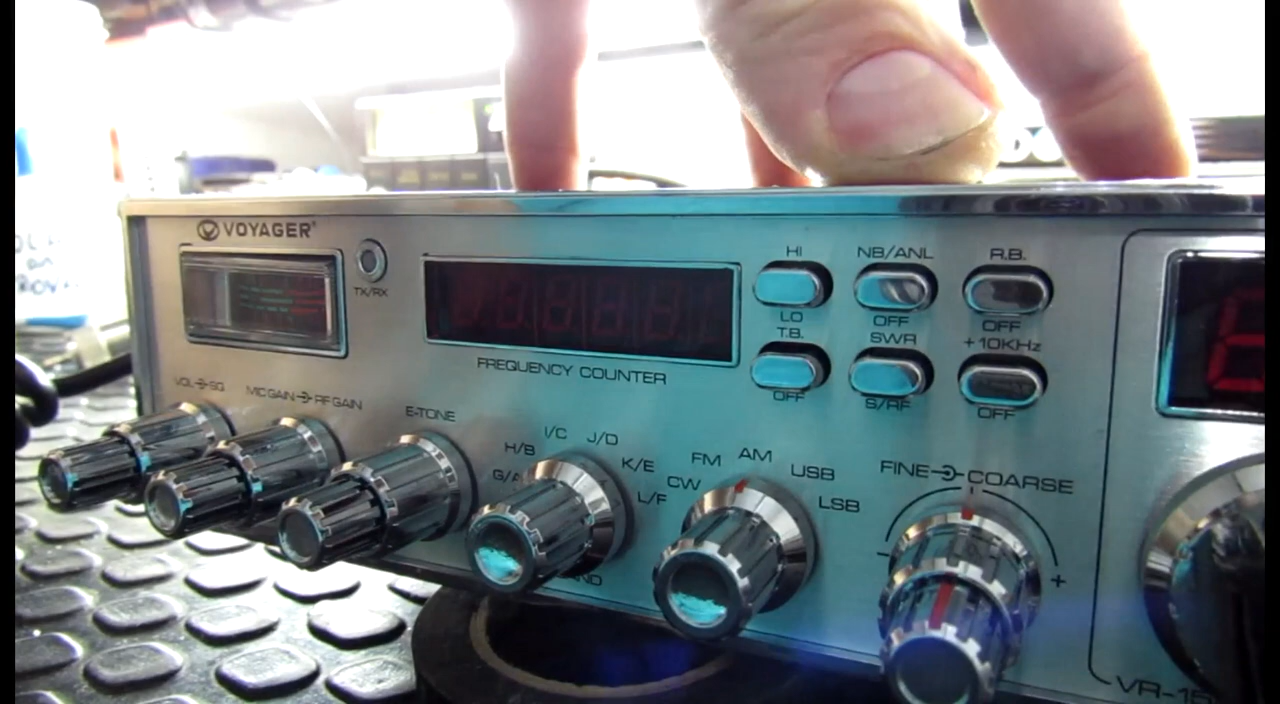 VOYAGER®
TX/RX
FREQUENCY COUNTER
HI
LO
T.B.
OFF
NB/ANL
OFF
SWR
S/RF
R.B.
OFF
+10KHz
OFF
VOL SG
MIC GAIN RF GAIN
E-TONE
G/A
H/B
I/C
J/D
K/E
L/F
CW
FM
AM
USB
LSB
FINE COARSE
- +